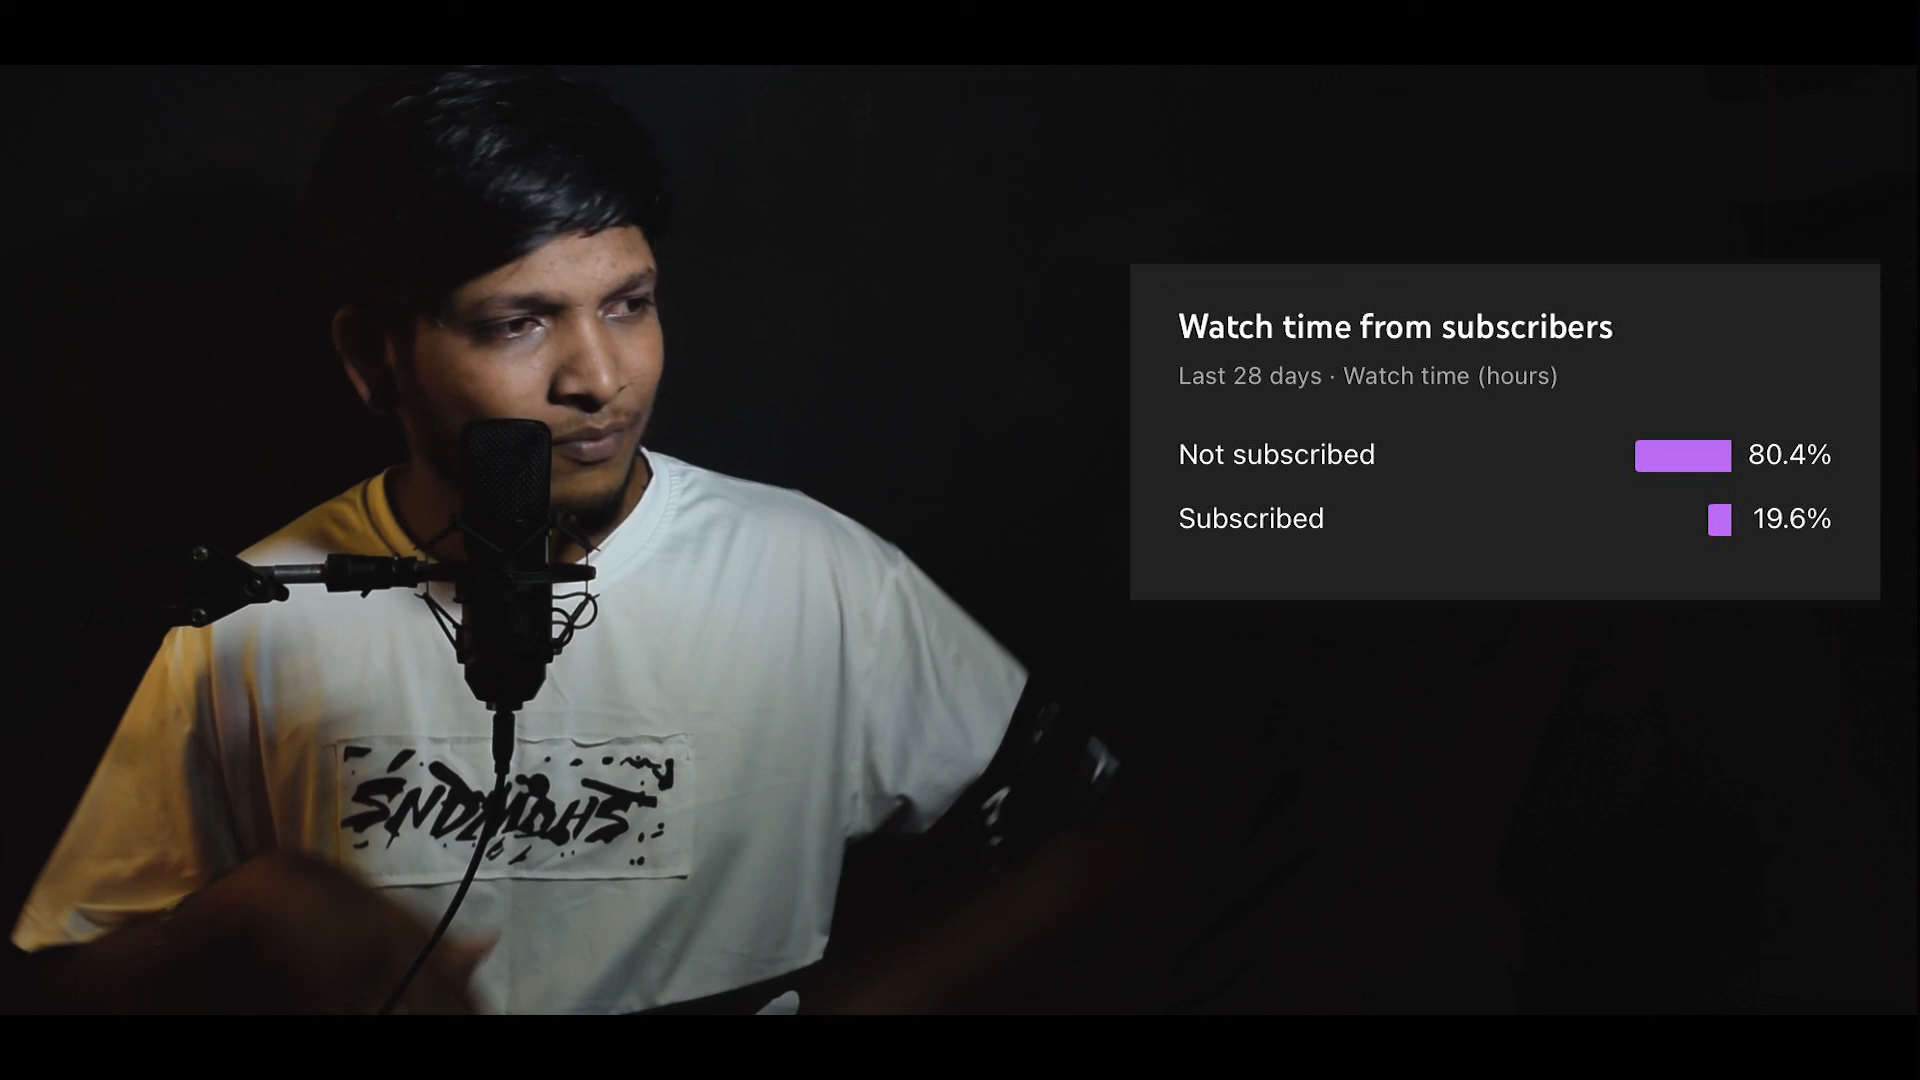 Watch time from subscribers
Last 28 days · Watch time (hours)
Not subscribed 80.4%
Subscribed 19.6%